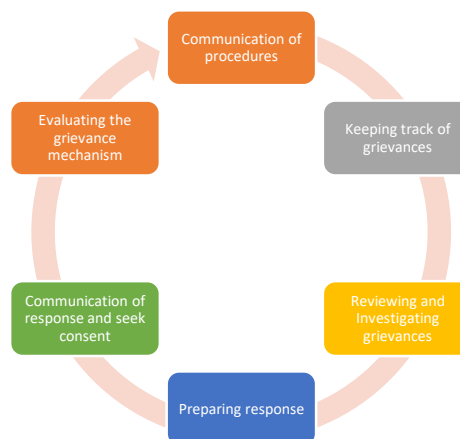 Communication of
procedures
Keeping track of
grievances
Reviewing and
Investigating
grievances
Preparing response
Communication of
response and seek
consent
Evaluating the
grievance
mechanism